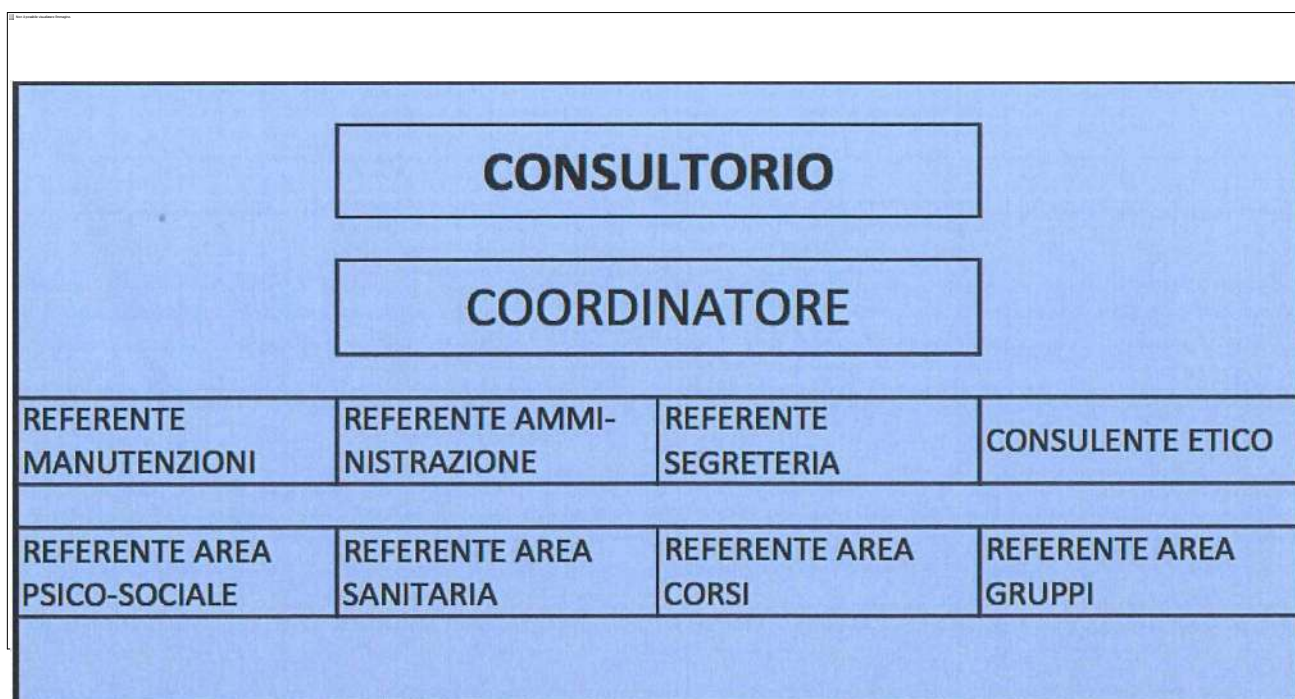 CONSULTORIO
COORDINATORE
REFERENTE
MANUTENZIONI
REFERENTE AMMI-
NISTRAZIONE
REFERENTE
SEGRETERIA
CONSULENTE ETICO
REFERENTE AREA
PSICO-SOCIALE
REFERENTE AREA
SANITARIA
REFERENTE AREA
CORSI
REFERENTE AREA
GRUPPI